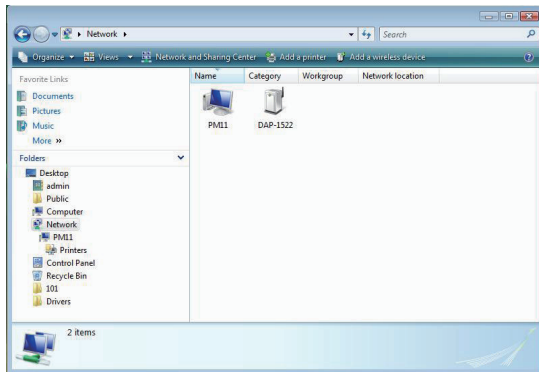 Network
Search
Organize Views Network and Sharing Center Add a printer Add a wireless device
Favorite Links
Documents
Pictures
Music
More »
Folders
Desktop
admin
Public
Computer
Network
PM11
Printers
Control Panel
Recycle Bin
101
Drivers
Name Category Workgroup Network location
PM11 DAP-1522
2 items